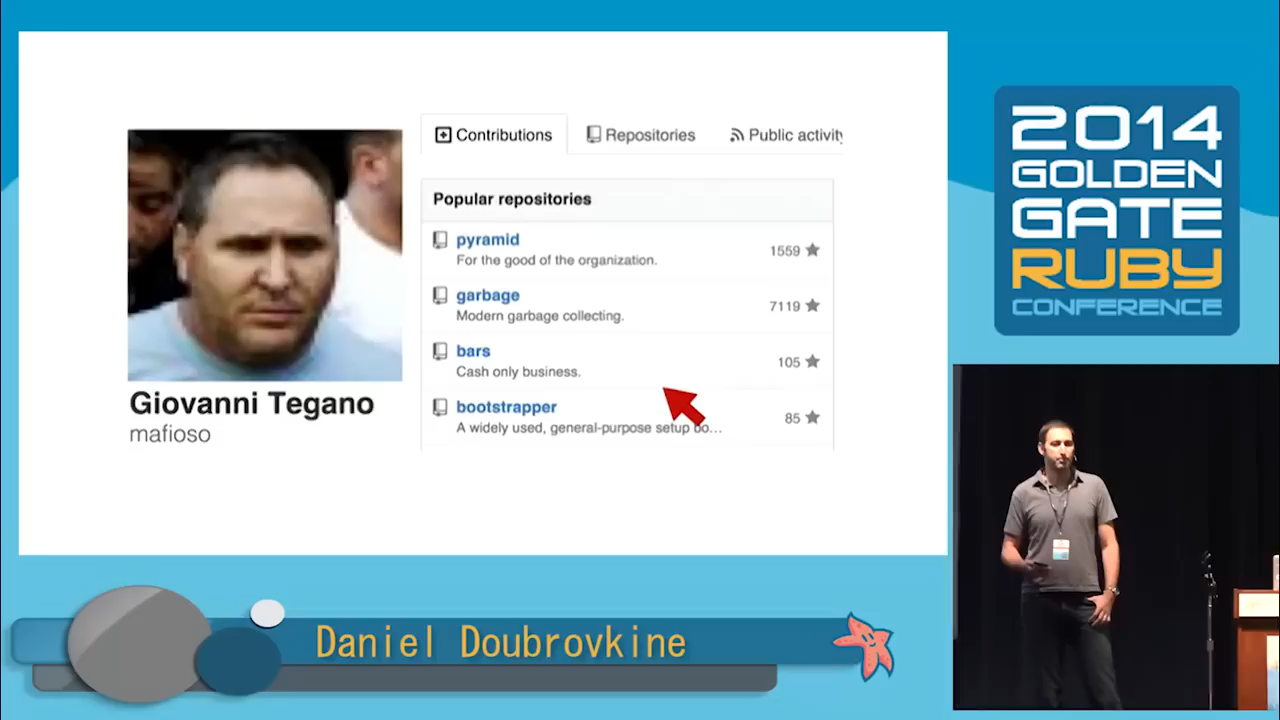 Contributions
Repositories
Public activity
Popular repositories
pyramid
1559
For the good of the organization.
garbage
7119
Modern garbage collecting.
bars
105
Cash only business.
bootstrapper
85
A widely used, general-purpose setup bo…
Giovanni Tegano
mafioso
2014
GOLDEN
GATE
RUBY
CONFERENCE
Daniel Doubrovkine